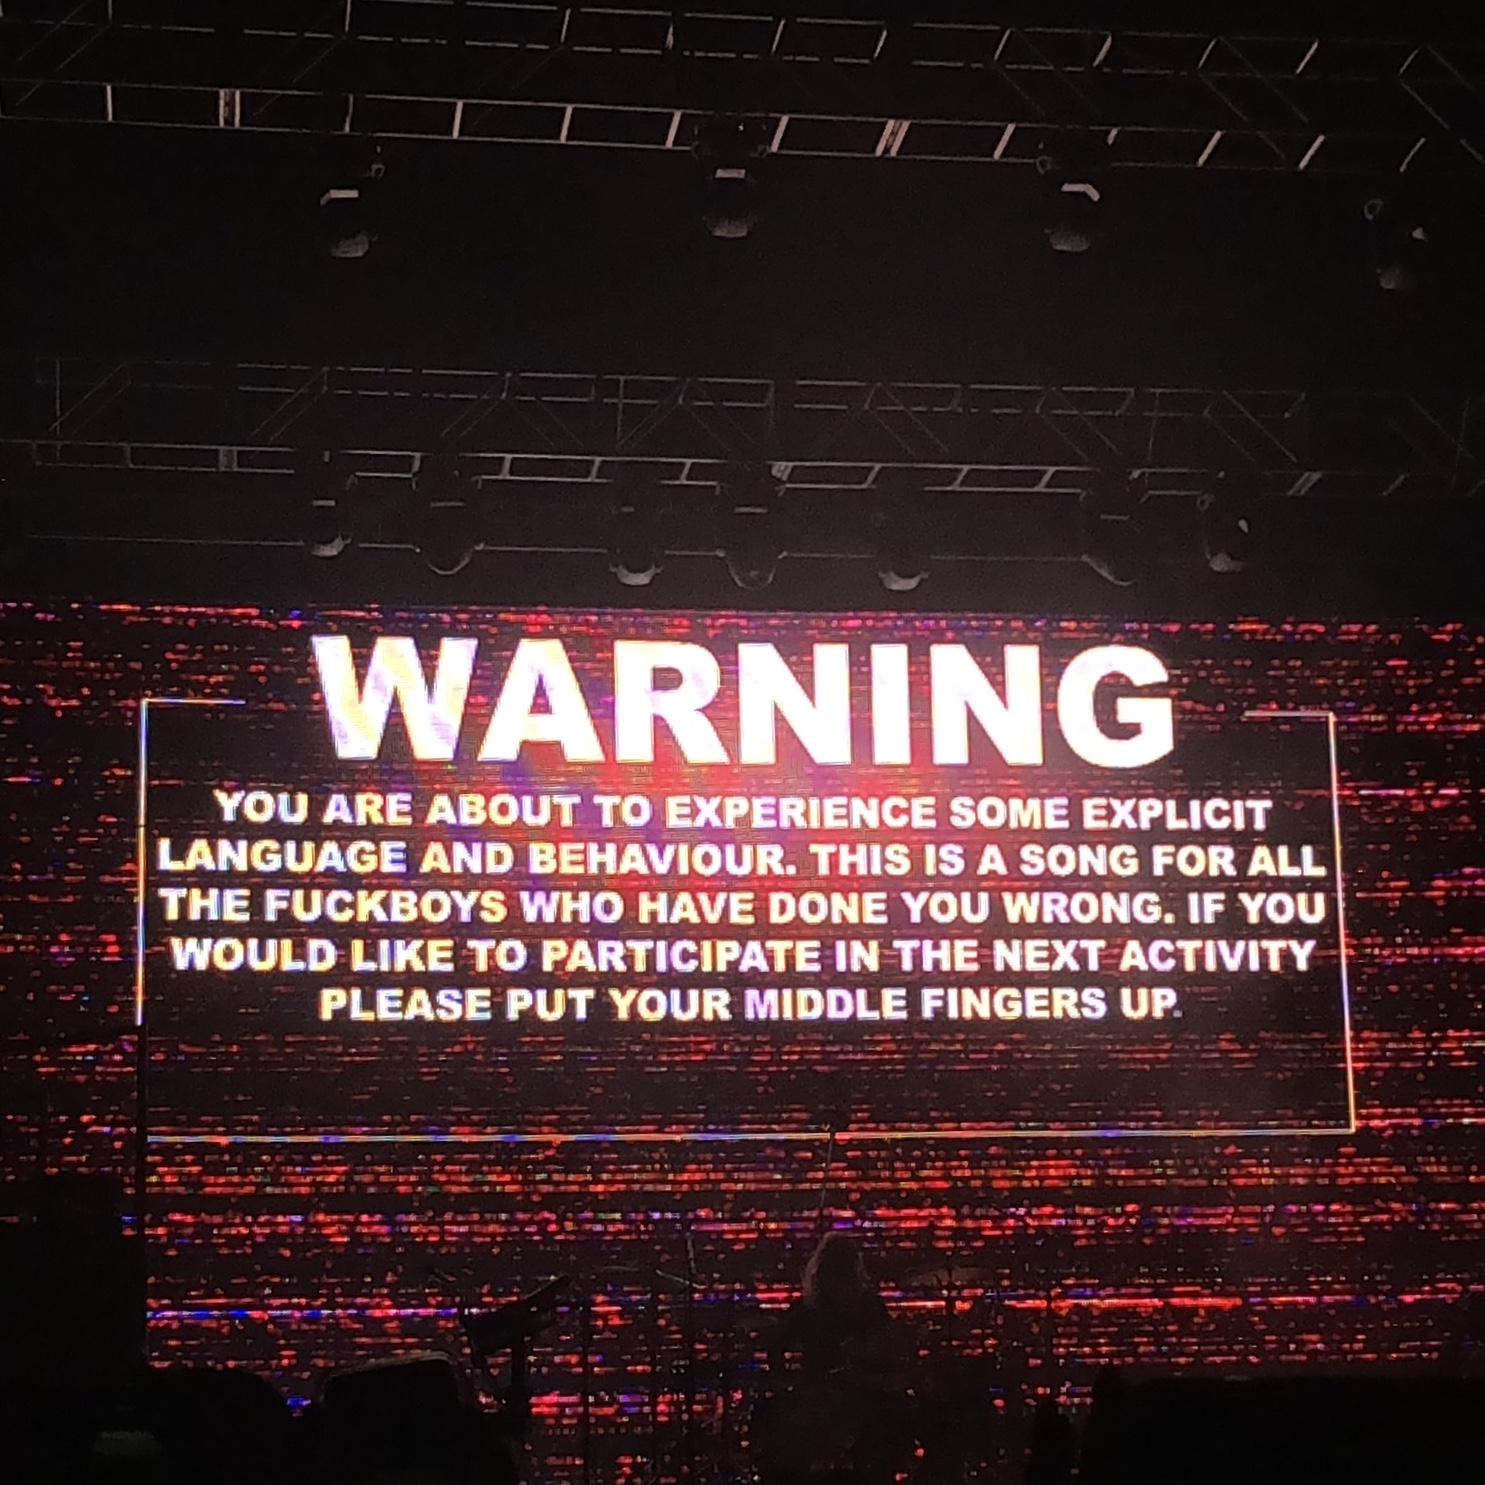 WARNING
YOU ARE ABOUT TO EXPERIENCE SOME EXPLICIT
LANGUAGE AND BEHAVIOUR. THIS IS A SONG FOR ALL
THE FUCKBOYS WHO HAVE DONE YOU WRONG. IF YOU
WOULD LIKE TO PARTICIPATE IN THE NEXT ACTIVITY
PLEASE PUT YOUR MIDDLE FINGERS UP.